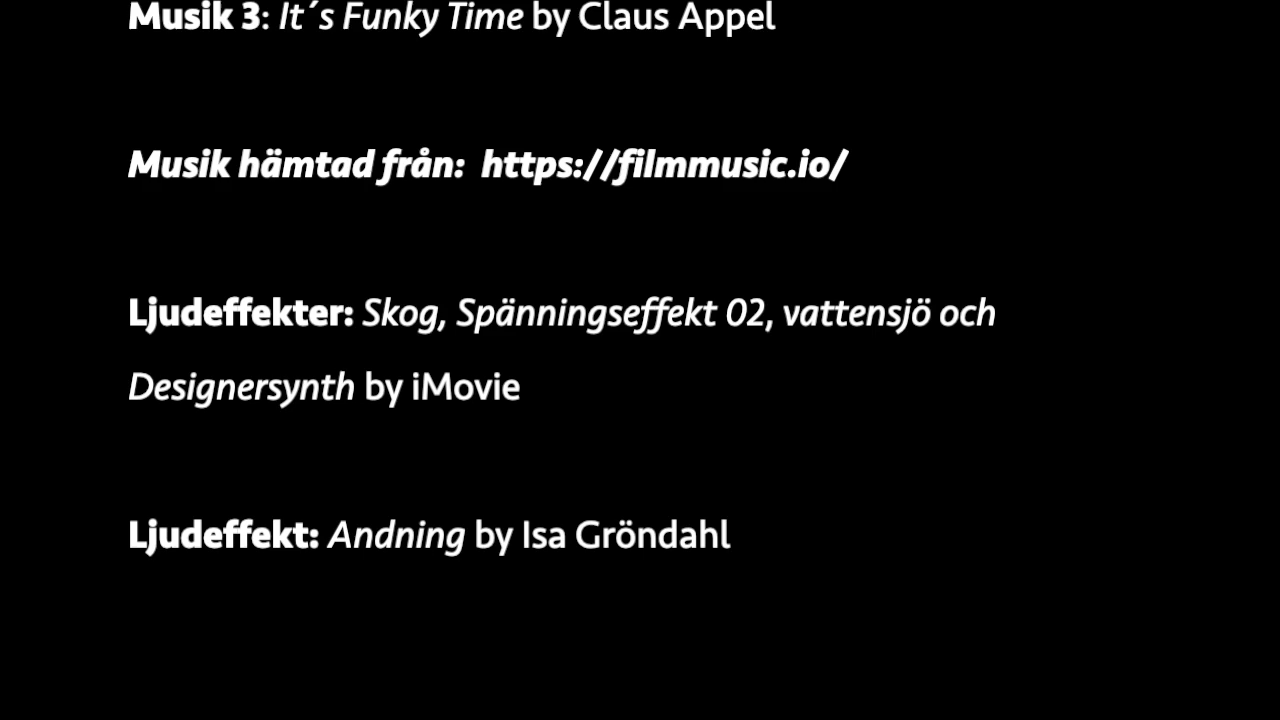 Musik 3: It´s Funky Time by Claus Appel
Musik hämtad från:  https://filmmusic.io/
Ljudeffekter: Skog, Spänningseffekt 02, vattensjö och
Designersynth by iMovie
Ljudeffekt: Andning by Isa Gröndahl